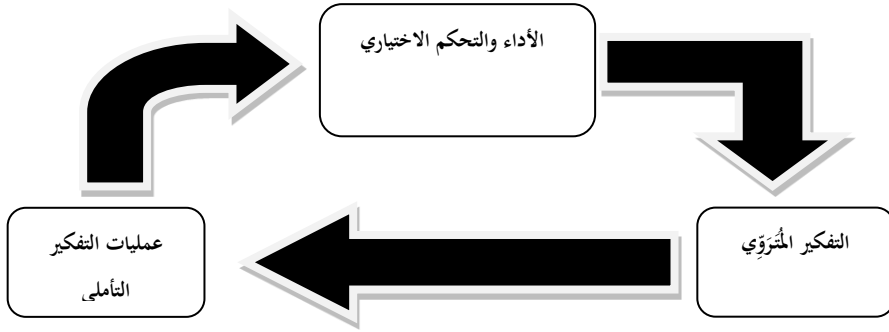 الأداء والتحكم الاختياري
التفكير المُتَرَوِّي
عمليات التفكير
التأملي